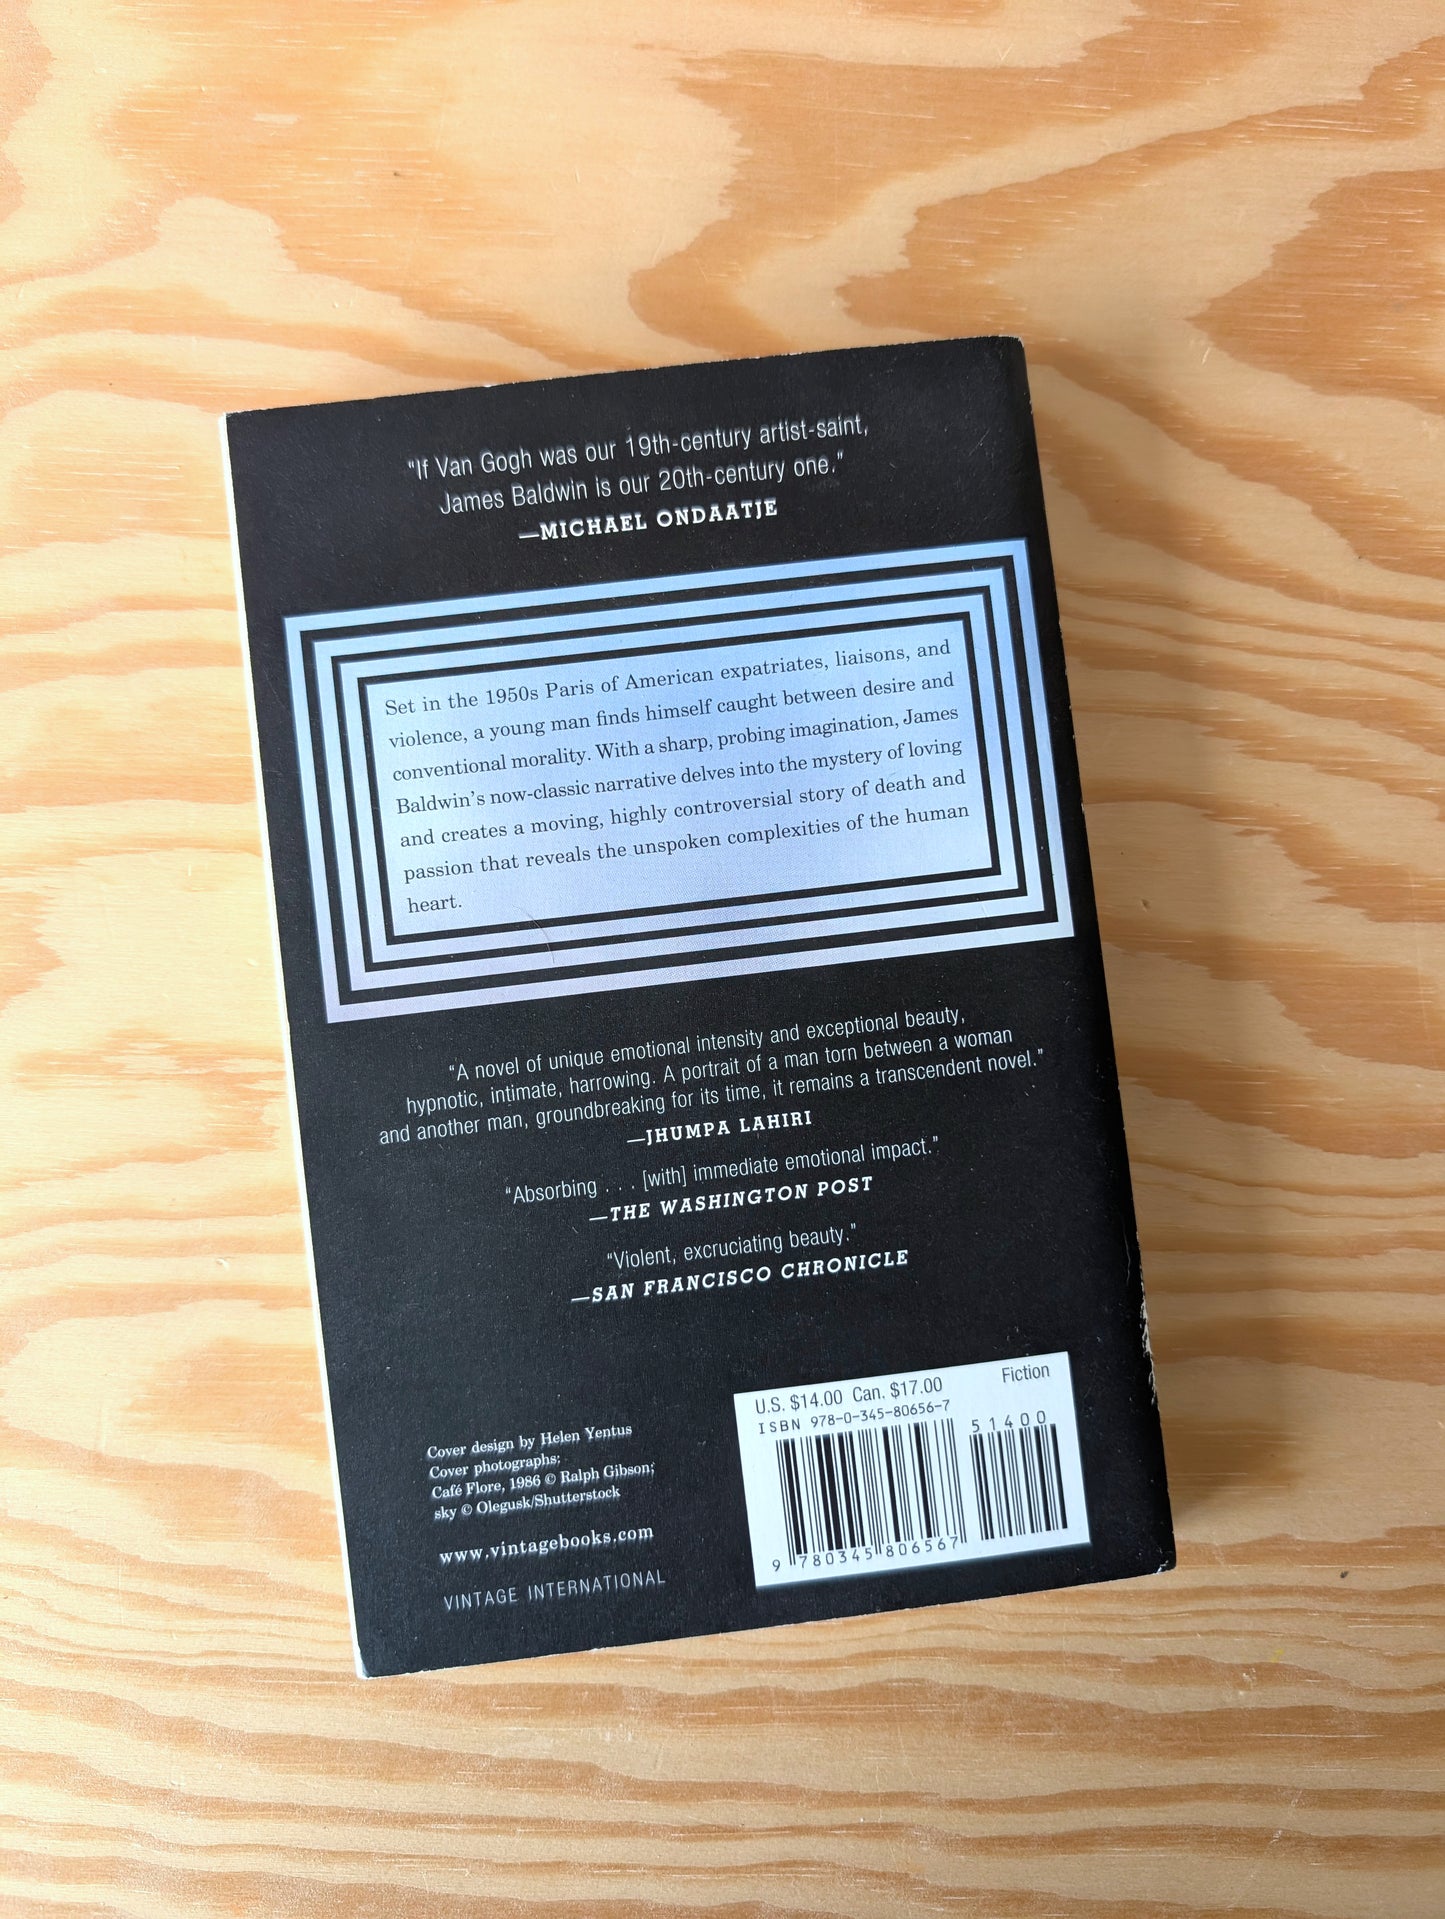 “If Van Gogh was our 19th-century artist-saint,
James Baldwin is our 20th-century one.”
—MICHAEL ONDAATJE
Set in the 1950s Paris of American expatriates, liaisons, and
violence, a young man finds himself caught between desire and
conventional morality. With a sharp, probing imagination, James
Baldwin’s now-classic narrative delves into the mystery of loving
and creates a moving, highly controversial story of death and
passion that reveals the unspoken complexities of the human
heart.
“A novel of unique emotional intensity and exceptional beauty,
hypnotic, intimate, harrowing. A portrait of a man torn between a woman
and another man, groundbreaking for its time, it remains a transcendent novel.”
—JHUMPA LAHIRI
“Absorbing . . . [with] immediate emotional impact.”
—THE WASHINGTON POST
“Violent, excruciating beauty.”
—SAN FRANCISCO CHRONICLE
Cover design by Helen Yentus
Cover photographs:
Café Flore, 1986 © Ralph Gibson;
sky © Olegusk/Shutterstock
www.vintagebooks.com
VINTAGE INTERNATIONAL
U.S. $14.00 Can. $17.00 Fiction
ISBN 978-0-345-80656-7
51400
9 780345 806567